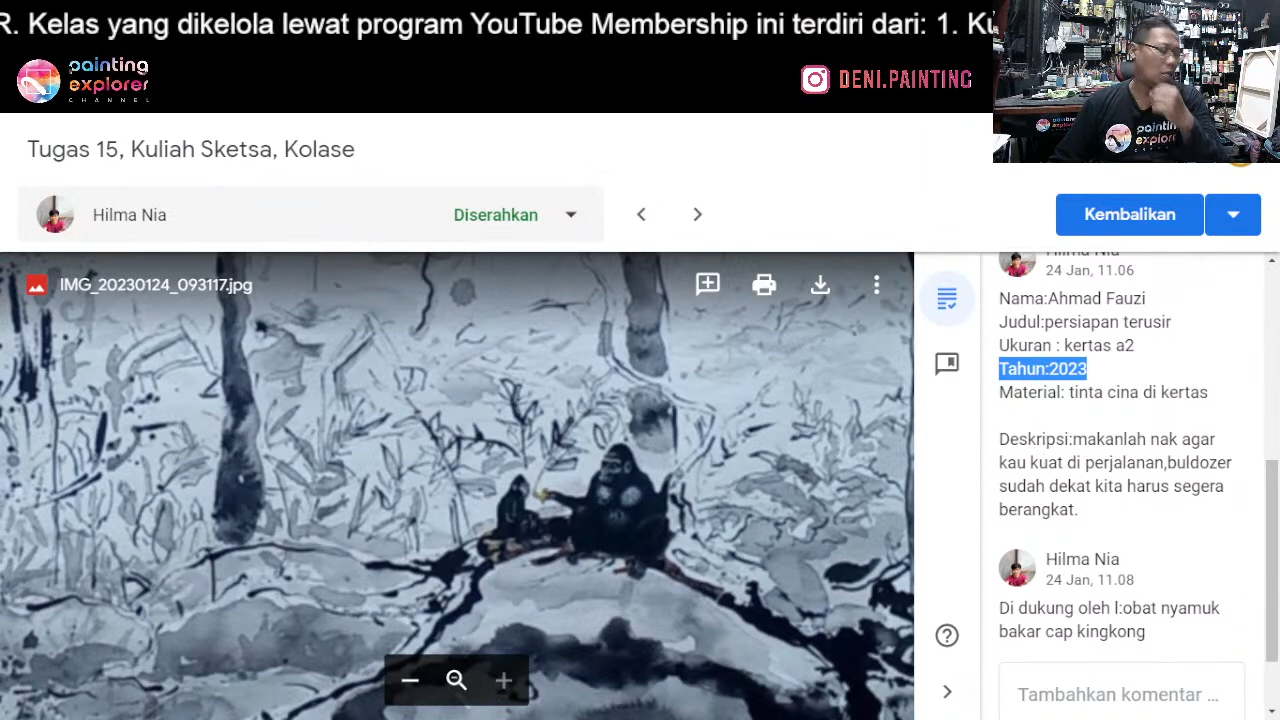 R. Kelas yang dikelola lewat program YouTube Membership ini terdiri dari: 1. Ku
painting
explorer
CHANNEL
DENI.PAINTING
painting
explorer
Tugas 15, Kuliah Sketsa, Kolase
Hilma Nia
Diserahkan
Kembalikan
IMG_20230124_093117.jpg
Hilma Nia
24 Jan, 11.06
Nama:Ahmad Fauzi
Judul:persiapan terusir
Ukuran : kertas a2
Tahun:2023
Material: tinta cina di kertas
Deskripsi:makanlah nak agar
kau kuat di perjalanan,buldozer
sudah dekat kita harus segera
berangkat.
Hilma Nia
24 Jan, 11.08
Di dukung oleh l:obat nyamuk
bakar cap kingkong
Tambahkan komentar ...